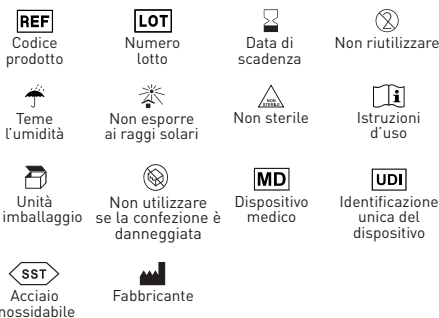 REF
Codice
prodotto
LOT
Numero
lotto
Data di
scadenza
2
Non riutilizzare
Teme
l'umidità
Non esporre
ai raggi solari
NON
STERILE
Non sterile
i
Istruzioni
d'uso
Unità
imballaggio
Non utilizzare
se la confezione è
danneggiata
MD
Dispositivo
medico
UDI
Identificazione
unica del
dispositivo
SST
Acciaio
nossidabile
Fabbricante